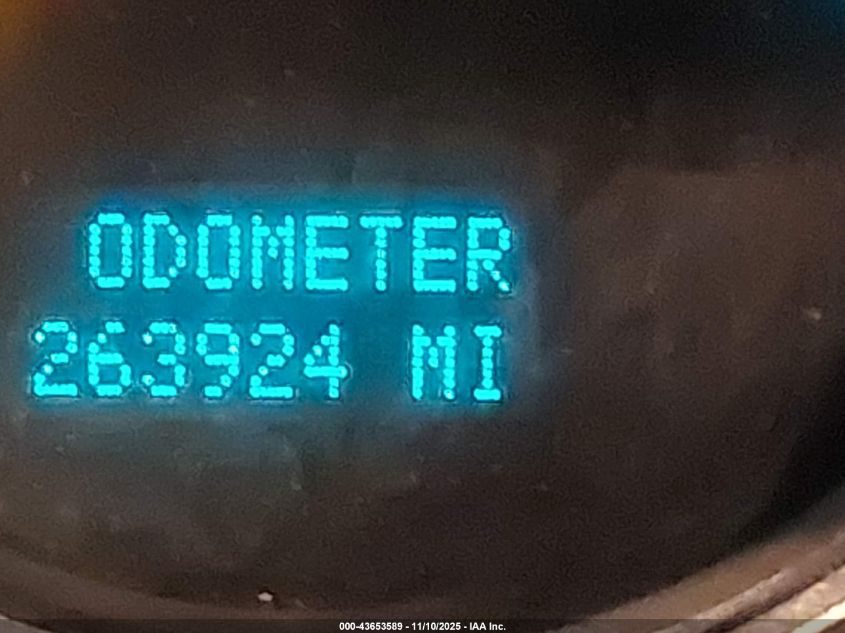 ODOMETER
263924 MI
000-43653589 - 11/10/2025 - IAA Inc.